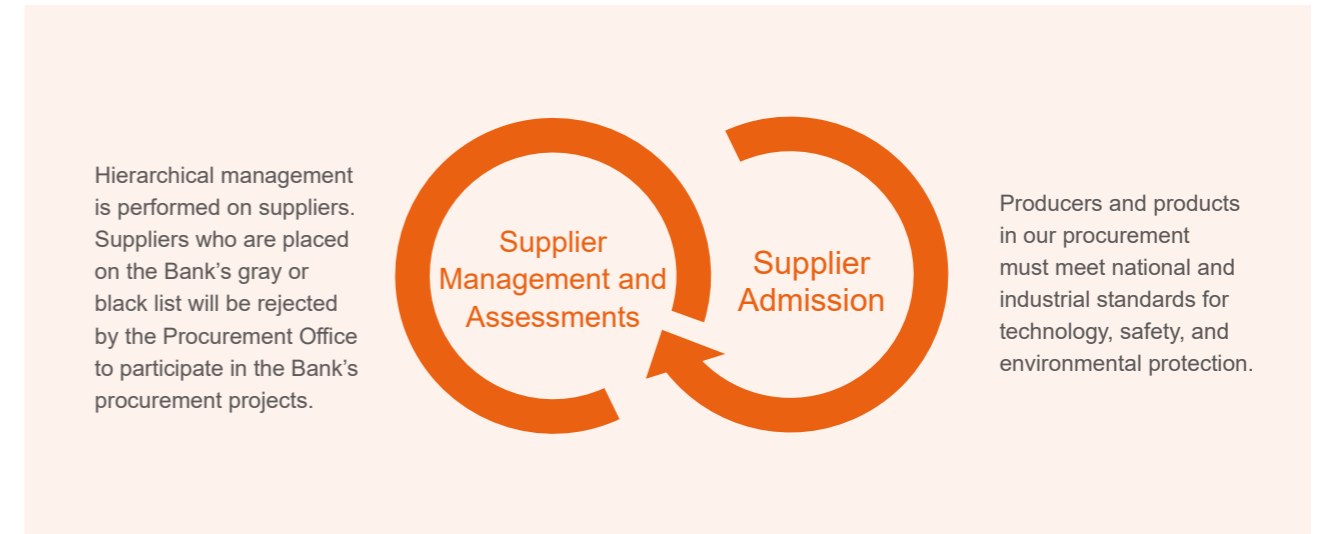 Hierarchical management
is performed on suppliers.
Suppliers who are placed
on the Bank’s gray or
black list will be rejected
by the Procurement Office
to participate in the Bank’s
procurement projects.
Supplier
Management and
Assessments
Supplier
Admission
Producers and products
in our procurement
must meet national and
industrial standards for
technology, safety, and
environmental protection.